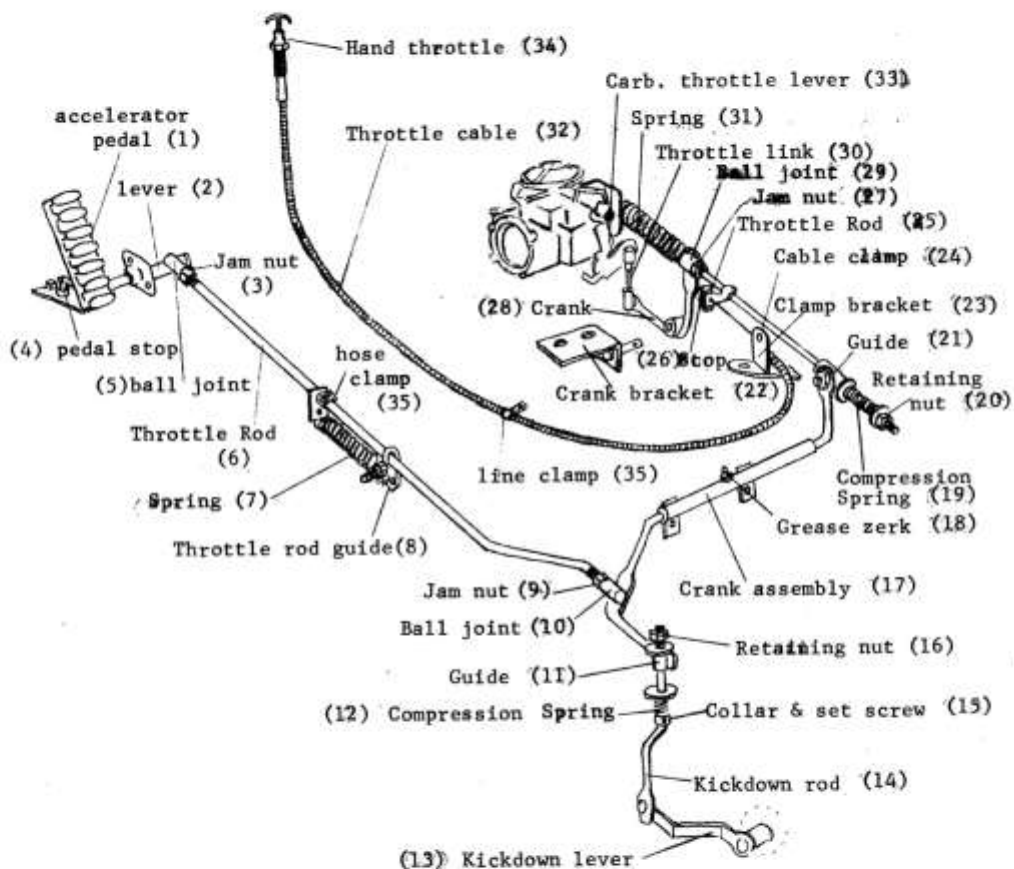 Hand throttle (34)
Carb. throttle lever (33)
accelerator
pedal (1)
Throttle cable (32)
Spring (31)
Throttle link (30)
lever (2)
Ball joint (29)
Jam nut (27)
Throttle Rod (25)
Jam nut
(3)
Cable clamp (24)
(28) Crank
Clamp bracket (23)
(4) pedal stop
hose
clamp
(35)
(26) Stop
Guide (21)
(5) ball joint
Crank bracket (22)
Retaining
nut (20)
Throttle Rod
(6)
line clamp (35)
Compression
Spring (19)
Spring (7)
Grease zerk (18)
Throttle rod guide (8)
Jam nut (9)
Crank assembly (17)
Ball joint (10)
Retaining nut (16)
Guide (11)
(12) Compression Spring
Collar & set screw (15)
Kickdown rod (14)
(13) Kickdown lever